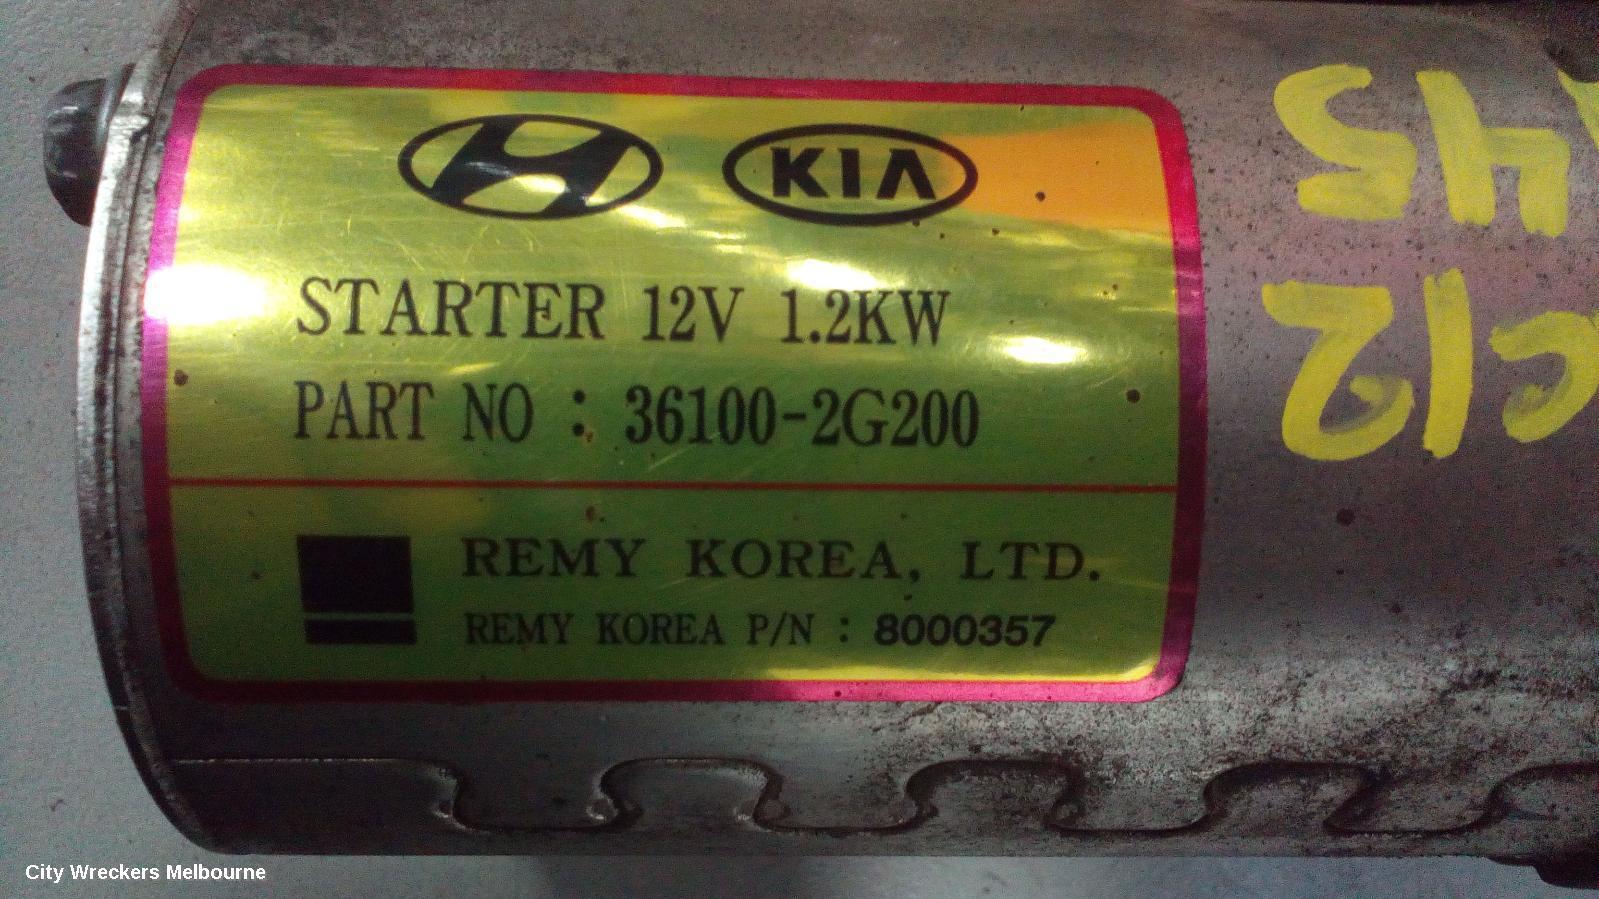 KIA
STARTER 12V 1.2KW
PART NO : 36100-2G200
REMY KOREA, LTD.
REMY KOREA P/N : 8000357
City Wreckers Melbourne